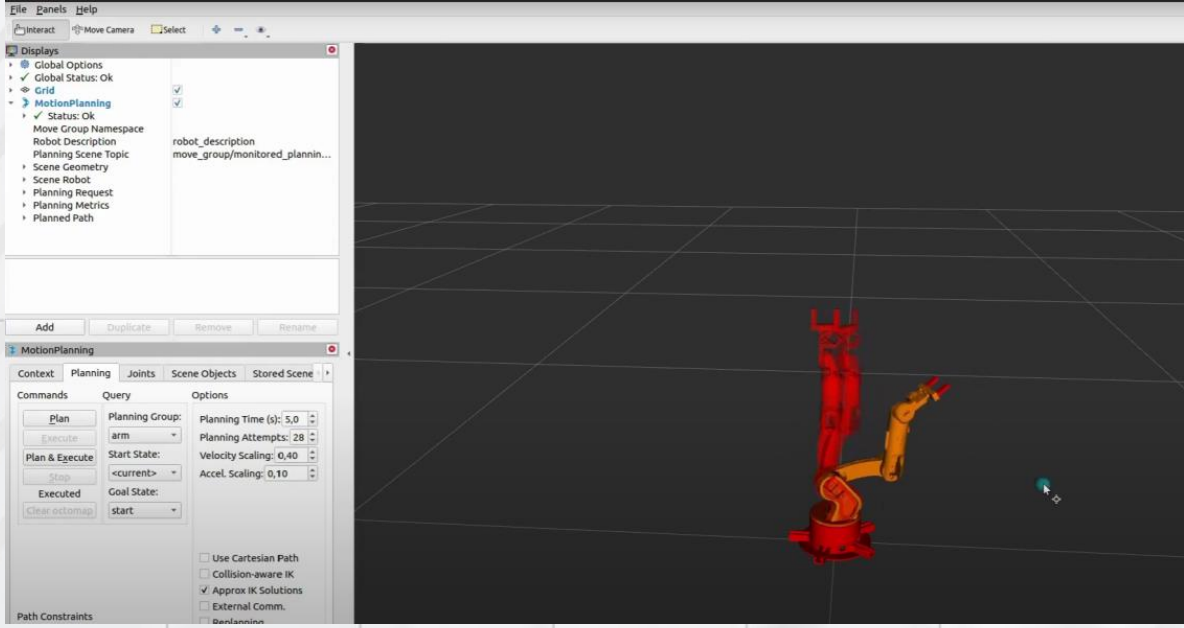 File Panels Help
Interact Move Camera Select
Displays
Global Options
Global Status: Ok
Grid
MotionPlanning
Status: Ok
Move Group Namespace
Robot Description robot_description
Planning Scene Topic move_group/monitored_plannin...
Scene Geometry
Scene Robot
Planning Request
Planning Metrics
Planned Path
Add Duplicate Remove Rename
MotionPlanning
Context Planning Joints Scene Objects Stored Scene
Commands Query Options
Plan Planning Group: Planning Time (s): 5,0
Execute arm Planning Attempts: 28
Plan & Execute Start State: Velocity Scaling: 0,40
Stop <current> Accel. Scaling: 0,10
Executed Goal State:
Clear octomap start
Use Cartesian Path
Collision-aware IK
Approx IK Solutions
External Comm.
Path Constraints Replanning